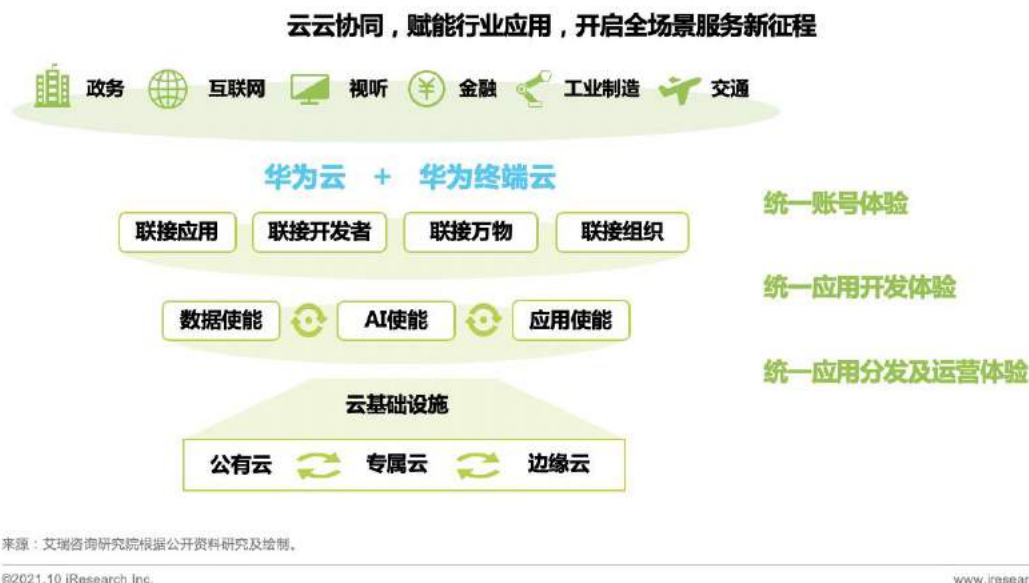 云云协同，赋能行业应用，开启全场景服务新征程
政务 互联网 视听 金融 工业制造 交通
华为云 + 华为终端云
联接应用 联接开发者 联接万物 联接组织
数据使能 AI使能 应用使能
云基础设施
公有云 专属云 边缘云
统一账号体验
统一应用开发体验
统一应用分发及运营体验
来源：艾瑞咨询研究院根据公开资料研究及绘制。
©2021.10 iResearch Inc.
www.iresear